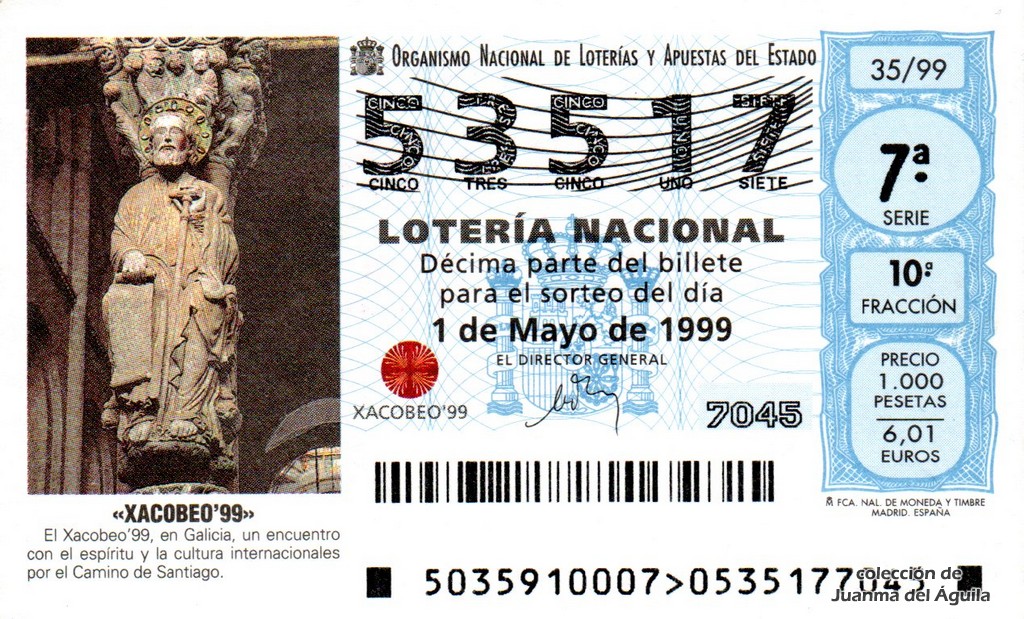 ORGANISMO NACIONAL DE LOTERÍAS Y APUESTAS DEL ESTADO
53517
CINCO TRES CINCO UNO SIETE
LOTERÍA NACIONAL
Décima parte del billete
para el sorteo del día
1 de Mayo de 1999
EL DIRECTOR GENERAL
XACOBEO'99
7045
35/99
7ª
SERIE
10ª
FRACCIÓN
PRECIO
1.000
PESETAS
6,01
EUROS
FCA. NAL. DE MONEDA Y TIMBRE
MADRID. ESPAÑA
«XACOBEO'99»
El Xacobeo'99, en Galicia, un encuentro
con el espíritu y la cultura internacionales
por el Camino de Santiago.
5035910007>0535177045
colección de
Juanma del Águila